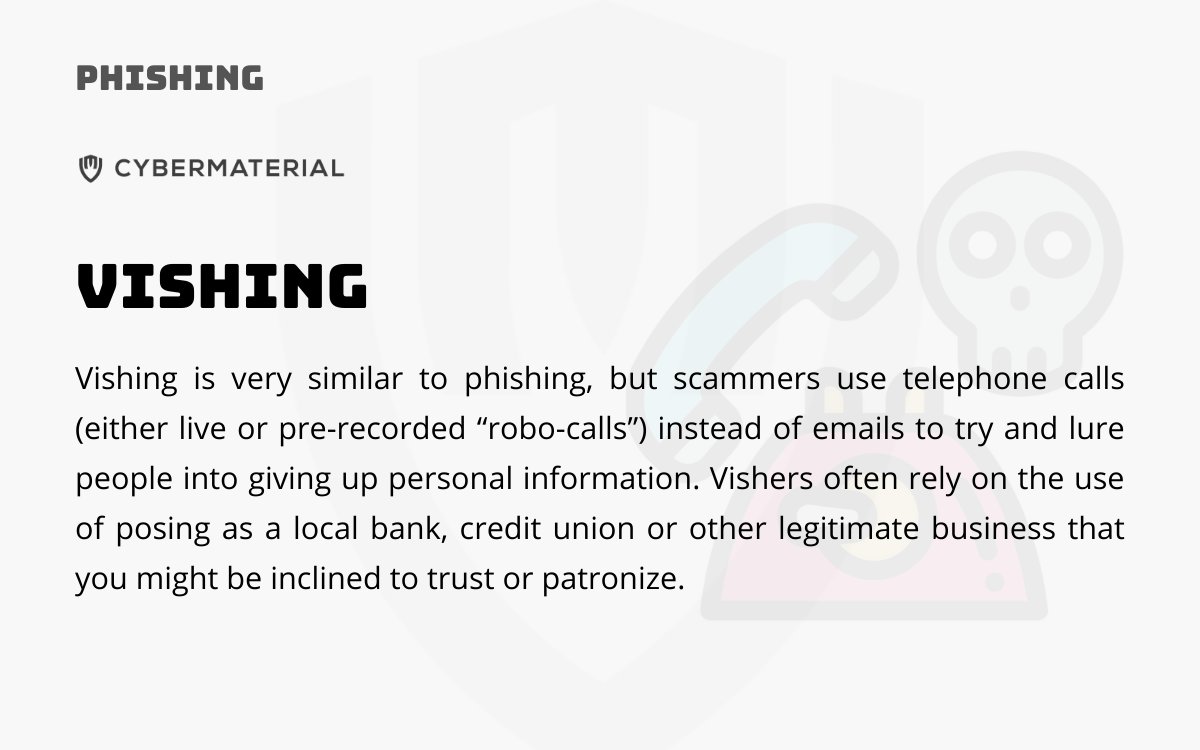 PHISHING
CYBERMATERIAL
VISHING
Vishing is very similar to phishing, but scammers use telephone calls
(either live or pre-recorded “robo-calls”) instead of emails to try and lure
people into giving up personal information. Vishers often rely on the use
of posing as a local bank, credit union or other legitimate business that
you might be inclined to trust or patronize.